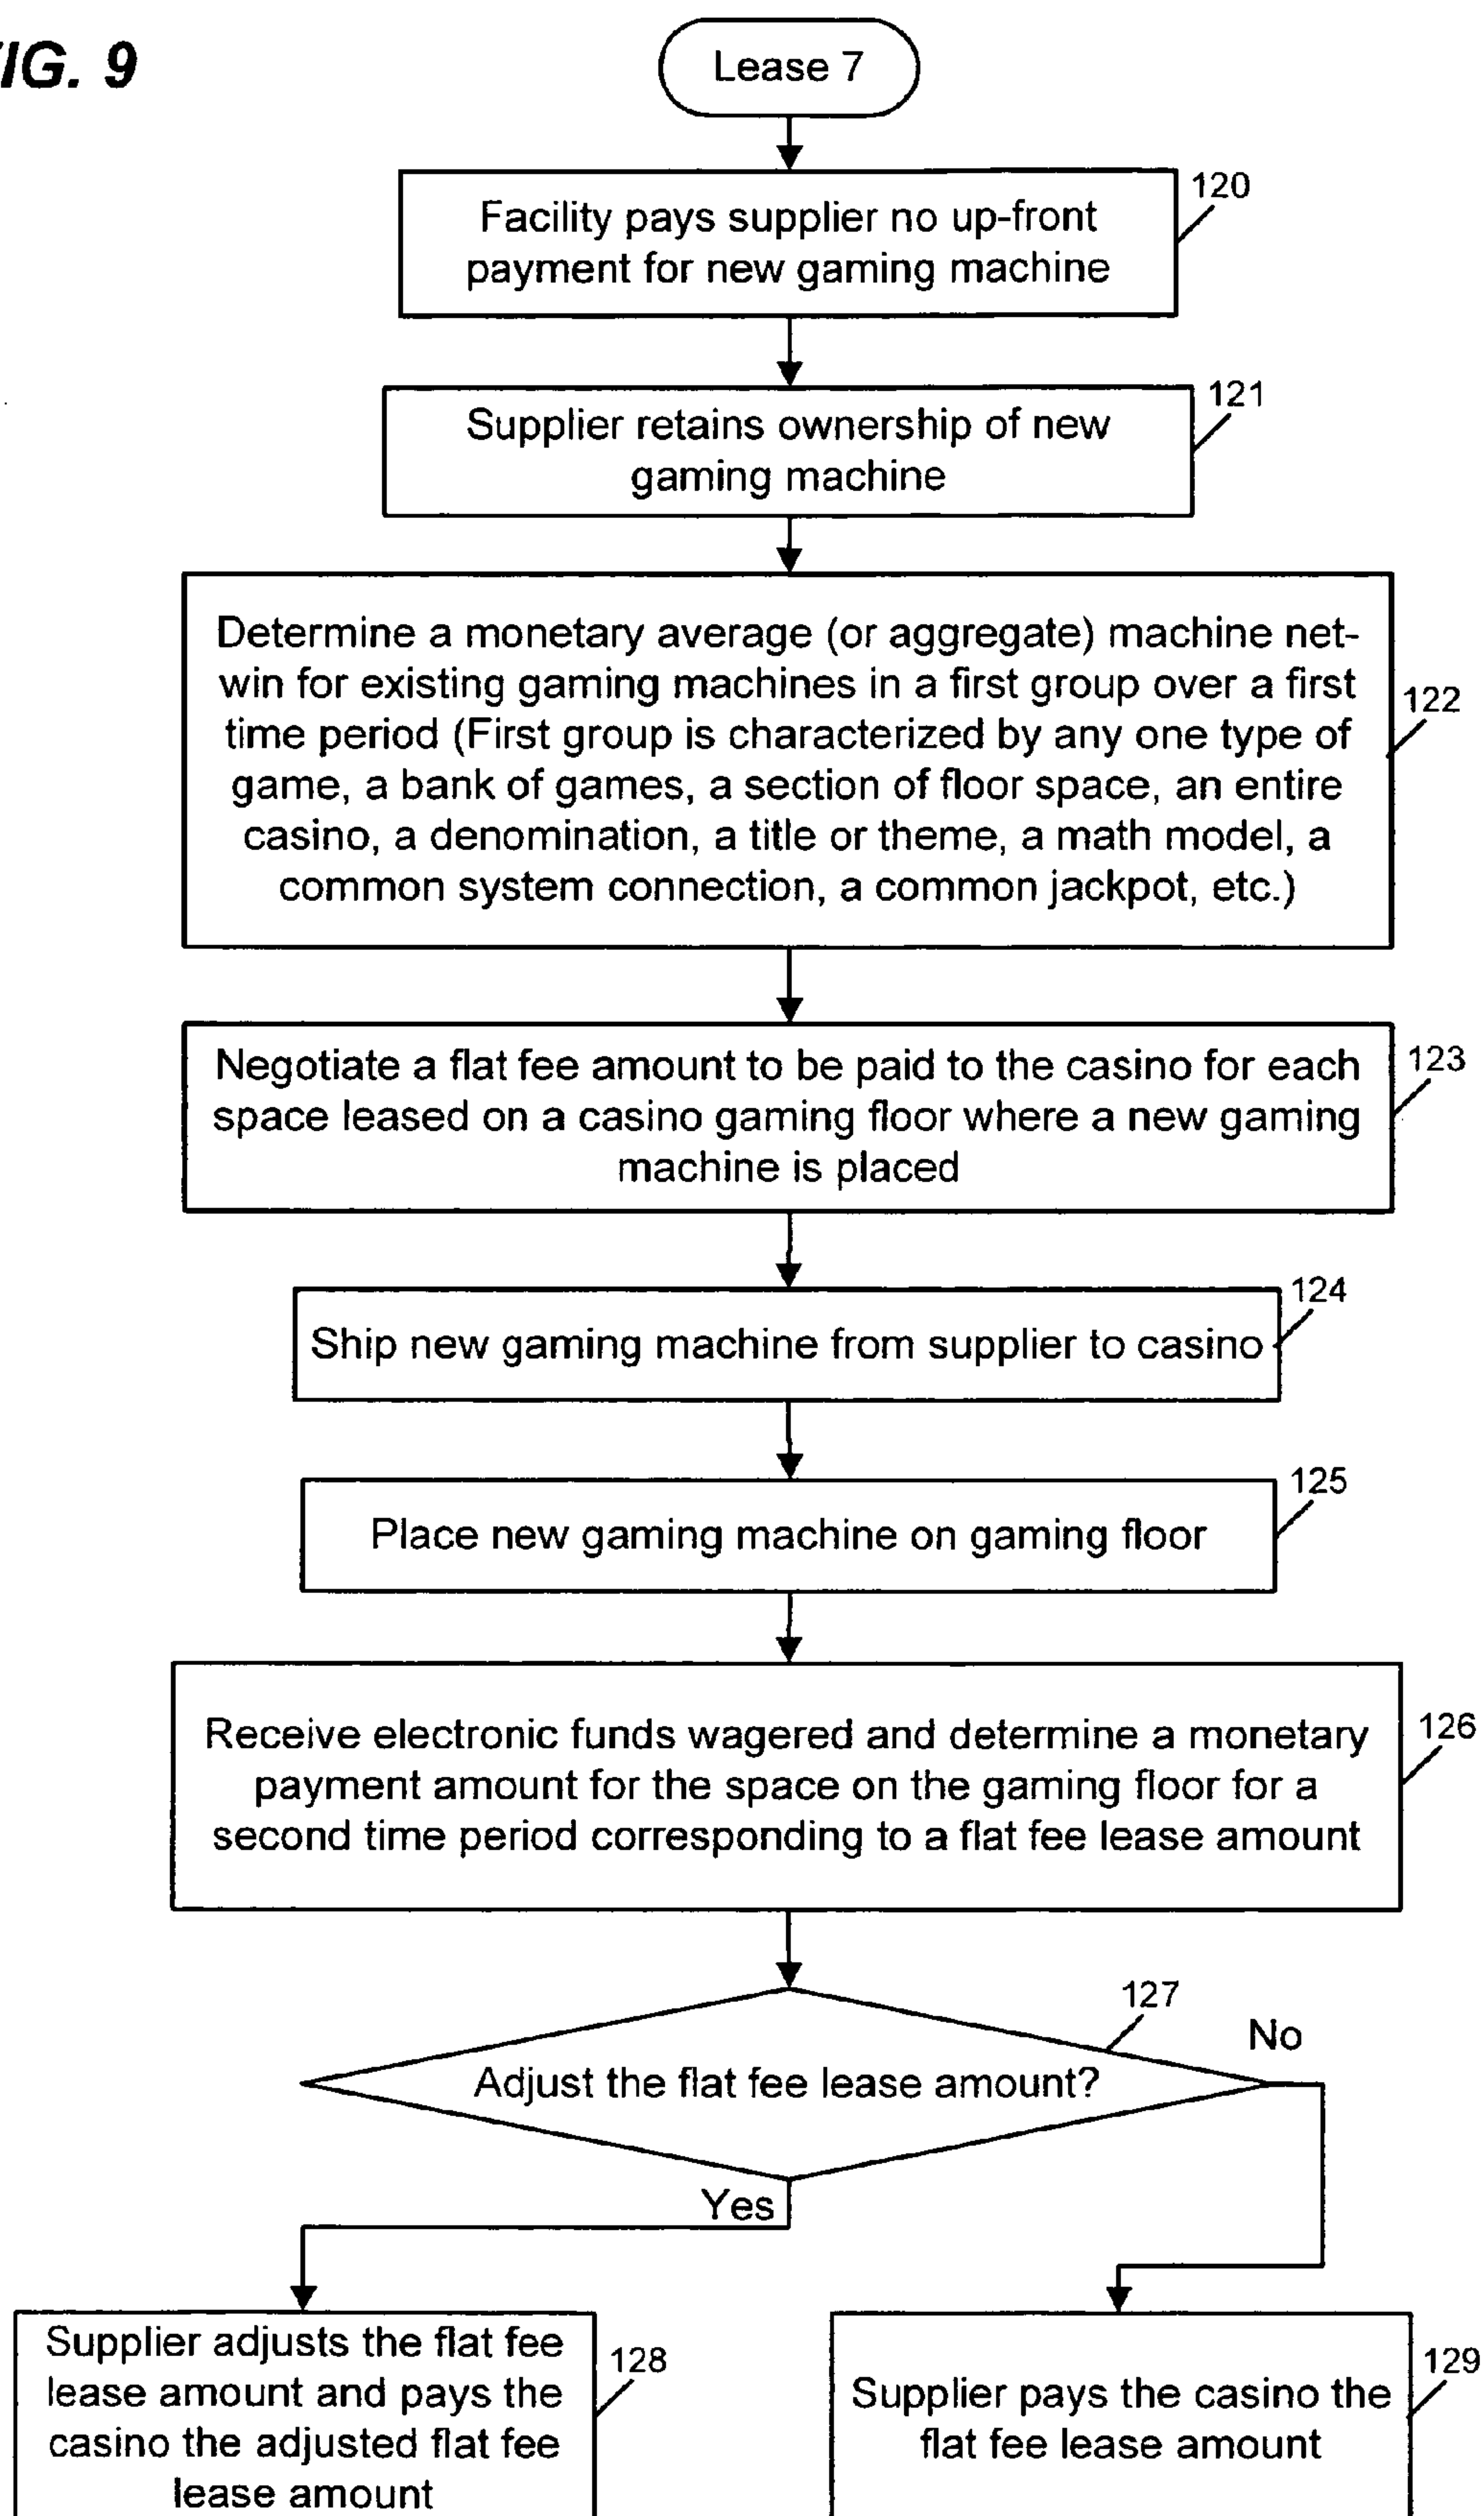 IG. 9
Lease 7
120
Facility pays supplier no up-front
payment for new gaming machine
121
Supplier retains ownership of new
gaming machine
Determine a monetary average (or aggregate) machine net-
win for existing gaming machines in a first group over a first
time period (First group is characterized by any one type of
game, a bank of games, a section of floor space, an entire
casino, a denomination, a title or theme, a math model, a
common system connection, a common jackpot, etc.)
122
Negotiate a flat fee amount to be paid to the casino for each
space leased on a casino gaming floor where a new gaming
machine is placed
123
124
Ship new gaming machine from supplier to casino
125
Place new gaming machine on gaming floor
Receive electronic funds wagered and determine a monetary
payment amount for the space on the gaming floor for a
second time period corresponding to a flat fee lease amount
126
127
No
Adjust the flat fee lease amount?
Yes
Supplier adjusts the flat fee
lease amount and pays the
casino the adjusted flat fee
lease amount
128
Supplier pays the casino the
flat fee lease amount
129